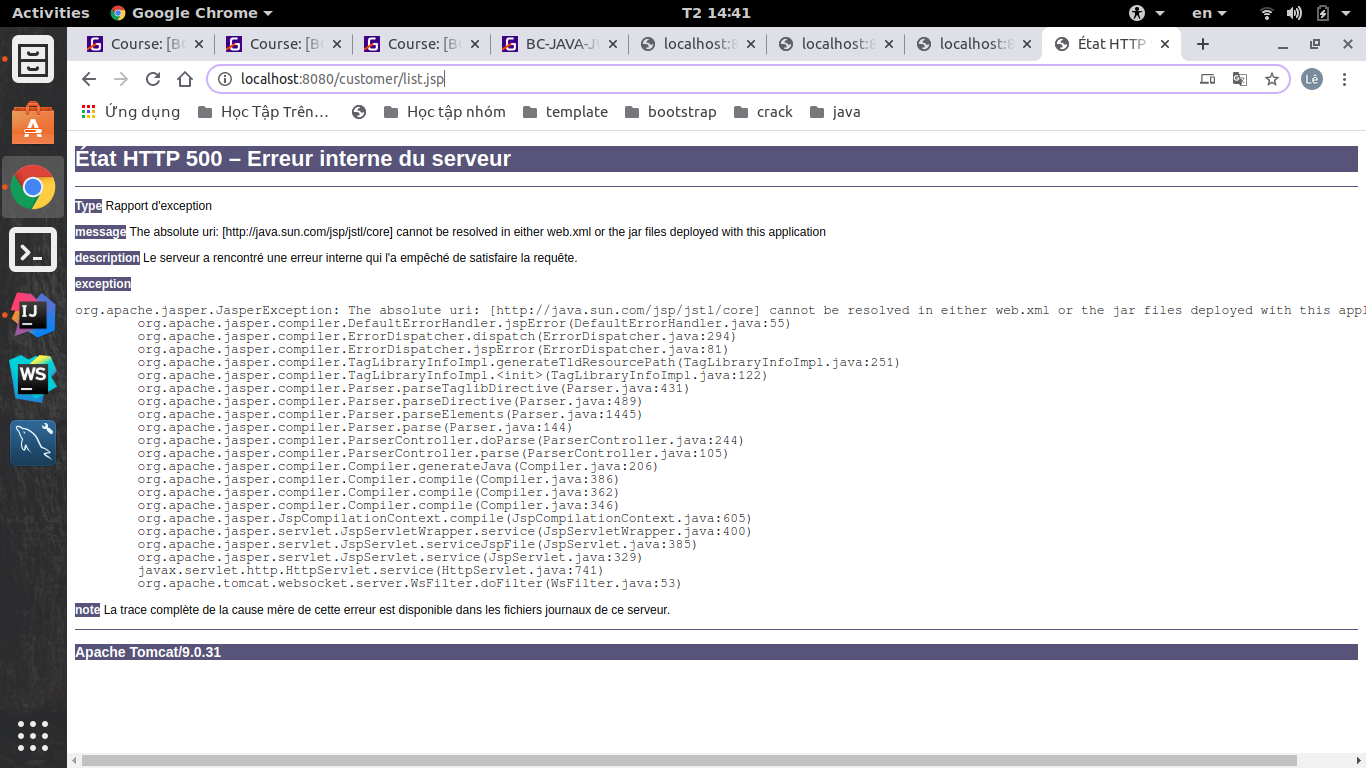 Activities Google Chrome T2 14:41 en
Course: [BC Course: [BC Course: [BC BC-JAVA-JW localhost:8 localhost:8 localhost:8 État HTTP 5
localhost:8080/customer/list.jsp Lê
Ứng dụng Học Tập Trên… Học tập nhóm template bootstrap crack java
État HTTP 500 – Erreur interne du serveur
Type Rapport d'exception
message The absolute uri: [http://java.sun.com/jsp/jstl/core] cannot be resolved in either web.xml or the jar files deployed with this application
description Le serveur a rencontré une erreur interne qui l'a empêché de satisfaire la requête.
exception
org.apache.jasper.JasperException: The absolute uri: [http://java.sun.com/jsp/jstl/core] cannot be resolved in either web.xml or the jar files deployed with this appl
org.apache.jasper.compiler.DefaultErrorHandler.jspError(DefaultErrorHandler.java:55)
org.apache.jasper.compiler.ErrorDispatcher.dispatch(ErrorDispatcher.java:294)
org.apache.jasper.compiler.ErrorDispatcher.jspError(ErrorDispatcher.java:81)
org.apache.jasper.compiler.TagLibraryInfoImpl.generateTldResourcePath(TagLibraryInfoImpl.java:251)
org.apache.jasper.compiler.TagLibraryInfoImpl.<init>(TagLibraryInfoImpl.java:122)
org.apache.jasper.compiler.Parser.parseTaglibDirective(Parser.java:431)
org.apache.jasper.compiler.Parser.parseDirective(Parser.java:489)
org.apache.jasper.compiler.Parser.parseElements(Parser.java:1445)
org.apache.jasper.compiler.Parser.parse(Parser.java:144)
org.apache.jasper.compiler.ParserController.doParse(ParserController.java:244)
org.apache.jasper.compiler.ParserController.parse(ParserController.java:105)
org.apache.jasper.compiler.Compiler.generateJava(Compiler.java:206)
org.apache.jasper.compiler.Compiler.compile(Compiler.java:386)
org.apache.jasper.compiler.Compiler.compile(Compiler.java:362)
org.apache.jasper.compiler.Compiler.compile(Compiler.java:346)
org.apache.jasper.JspCompilationContext.compile(JspCompilationContext.java:605)
org.apache.jasper.servlet.JspServletWrapper.service(JspServletWrapper.java:400)
org.apache.jasper.servlet.JspServlet.serviceJspFile(JspServlet.java:385)
org.apache.jasper.servlet.JspServlet.service(JspServlet.java:329)
javax.servlet.http.HttpServlet.service(HttpServlet.java:741)
org.apache.tomcat.websocket.server.WsFilter.doFilter(WsFilter.java:53)
note La trace complète de la cause mère de cette erreur est disponible dans les fichiers journaux de ce serveur.
Apache Tomcat/9.0.31
IJ
WS